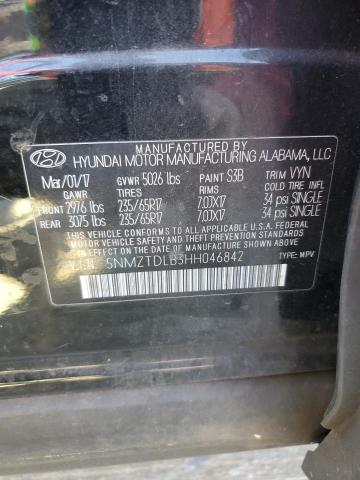 MANUFACTURED BY
HYUNDAI MOTOR MANUFACTURING ALABAMA, LLC
Mar/01/17 GVWR 5026 lbs PAINT S3B TRIM VYN
GAWR TIRES RIMS COLD TIRE INFL
FRONT 2976 lbs 235/65R17 7.0JX17 34 psi SINGLE
REAR 3075 lbs 235/65R17 7.0JX17 34 psi SINGLE
THIS VEHICLE CONFORMS TO ALL APPLICABLE U.S.A. FEDERAL
MOTOR VEHICLE SAFETY STANDARDS IN EFFECT ON THE
DATE OF MANUFACTURE SHOWN ABOVE.
V.I.N: 5NMZTDLB3HH046842 TYPE: MPV